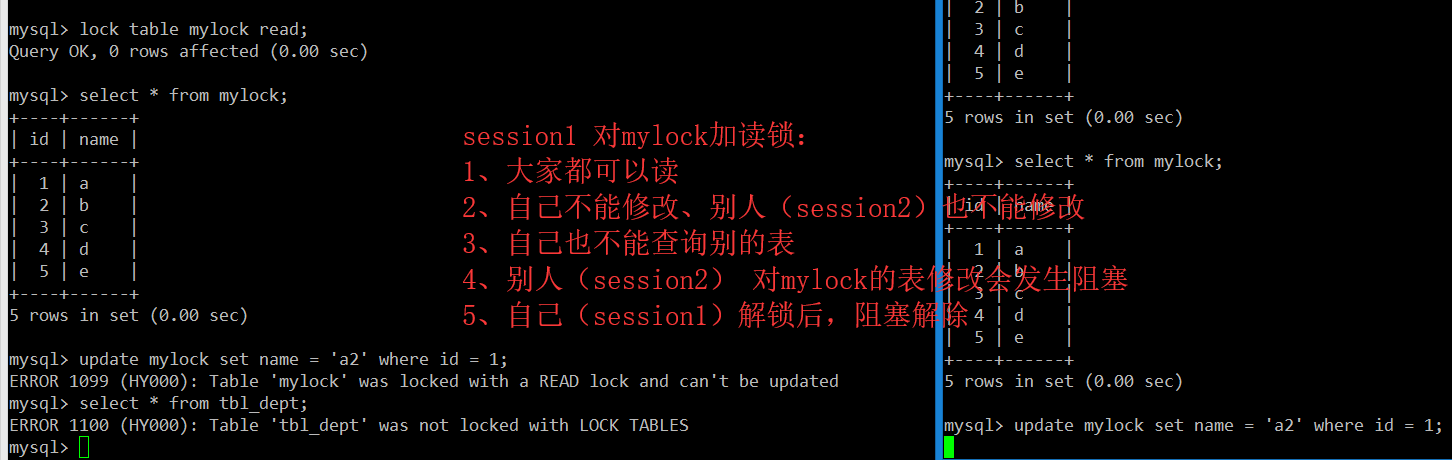 mysql> lock table mylock read;
Query OK, 0 rows affected (0.00 sec)
mysql> select * from mylock;
+----+------+
| id | name |
+----+------+
| 1 | a |
| 2 | b |
| 3 | c |
| 4 | d |
| 5 | e |
+----+------+
5 rows in set (0.00 sec)
mysql> update mylock set name = 'a2' where id = 1;
ERROR 1099 (HY000): Table 'mylock' was locked with a READ lock and can't be updated
mysql> select * from tbl_dept;
ERROR 1100 (HY000): Table 'tbl_dept' was not locked with LOCK TABLES
mysql>
session1 对mylock加读锁：
1、大家都可以读
2、自己不能修改、别人（session2）也不能修改
3、自己也不能查询别的表
4、别人（session2） 对mylock的表修改会发生阻塞
5、自己（session1）解锁后，阻塞解除
| 2 | b |
| 3 | c |
| 4 | d |
| 5 | e |
+----+------+
5 rows in set (0.00 sec)
mysql> select * from mylock;
+----+------+
| id | name |
+----+------+
| 1 | a |
| 2 | b |
| 3 | c |
| 4 | d |
| 5 | e |
+----+------+
5 rows in set (0.00 sec)
mysql> update mylock set name = 'a2' where id = 1;